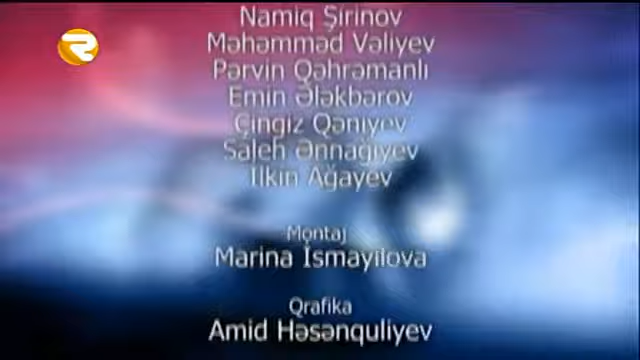 Namiq Şirinov
Məhəmməd Vəliyev
Pərvin Qəhrəmanlı
Emin Ələkbərov
Çingiz Qəniyev
Saleh Ənnağıyev
İlkin Ağayev
Montaj
Marina İsmayılova
Qrafika
Amid Həsənquliyev